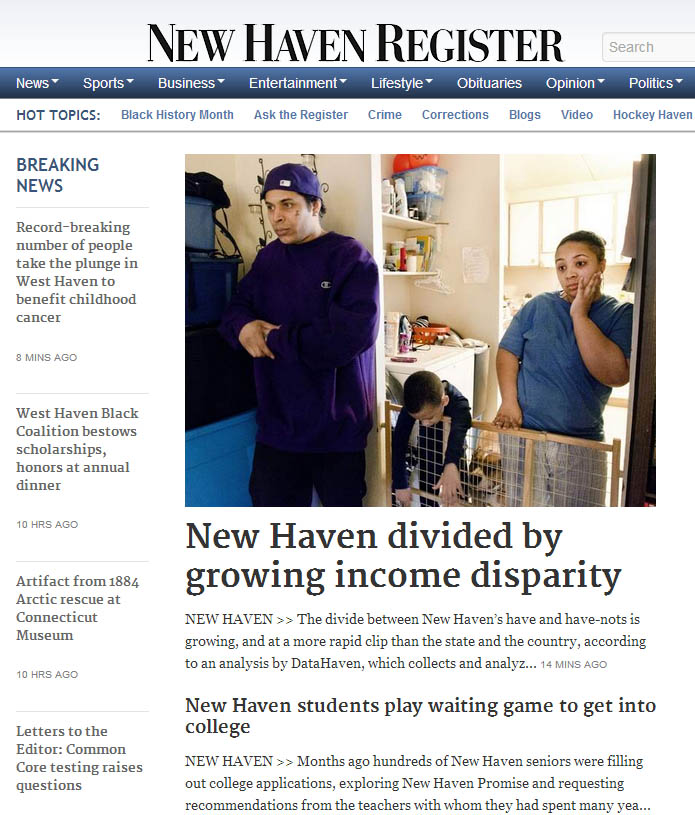 NEW HAVEN REGISTER
Search
News Sports Business Entertainment Lifestyle Obituaries Opinion Politics
HOT TOPICS: Black History Month Ask the Register Crime Corrections Blogs Video Hockey Haven
BREAKING
NEWS
Record-breaking
number of people
take the plunge in
West Haven to
benefit childhood
cancer
8 MINS AGO
West Haven Black
Coalition bestows
scholarships,
honors at annual
dinner
10 HRS AGO
Artifact from 1884
Arctic rescue at
Connecticut
Museum
10 HRS AGO
Letters to the
Editor: Common
Core testing raises
questions
New Haven divided by
growing income disparity
NEW HAVEN >> The divide between New Haven's have and have-nots is
growing, and at a more rapid clip than the state and the country, according
to an analysis by DataHaven, which collects and analyz... 14 MINS AGO
New Haven students play waiting game to get into
college
NEW HAVEN >> Months ago hundreds of New Haven seniors were filling
out college applications, exploring New Haven Promise and requesting
recommendations from the teachers with whom they had spent many yea...